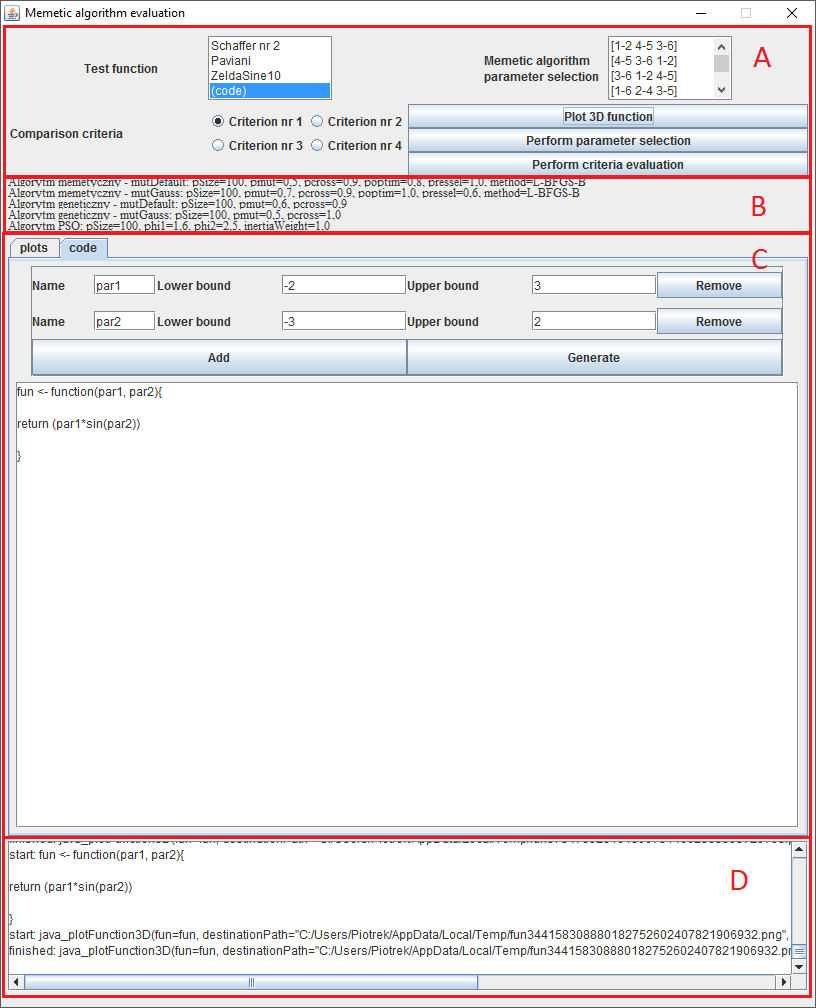 Memetic algorithm evaluation
A
Test function
Schaffer nr 2
Paviani
ZeldaSine10
(code)
Memetic algorithm
parameter selection
[1-2 4-5 3-6]
[4-5 3-6 1-2]
[3-6 1-2 4-5]
[1-6 2-4 3-5]
Comparison criteria
Criterion nr 1 Criterion nr 2
Criterion nr 3 Criterion nr 4
Plot 3D function
Perform parameter selection
Perform criteria evaluation
B
Algorytm memetyczny - mutDefault: pSize=100, pmut=0,5, pcross=0,9, poptim=0,8, pressel=1,0, method=L-BFGS-B
Algorytm memetyczny - mutGauss: pSize=100, pmut=0,7, pcross=0,9, poptim=1,0, pressel=0,6, method=L-BFGS-B
Algorytm genetyczny - mutDefault: pSize=100, pmut=0,6, pcross=0,9
Algorytm genetyczny - mutGauss: pSize=100, pmut=0,5, pcross=1,0
Algorytm PSO: pSize=100, phi1=1,6, phi2=2,5, inertiaWeight=1,0
plots code
C
Name par1 Lower bound -2 Upper bound 3 Remove
Name par2 Lower bound -3 Upper bound 2 Remove
Add Generate
fun <- function(par1, par2){
return (par1*sin(par2))
}
D
start: fun <- function(par1, par2){
return (par1*sin(par2))
}
start: java_plotFunction3D(fun=fun, destinationPath="C:/Users/Piotrek/AppData/Local/Temp/fun3441583088801827526024078219​06932.png",
finished: java_plotFunction3D(fun=fun, destinationPath="C:/Users/Piotrek/AppData/Local/Temp/fun344158308880182752602407821906932.pn